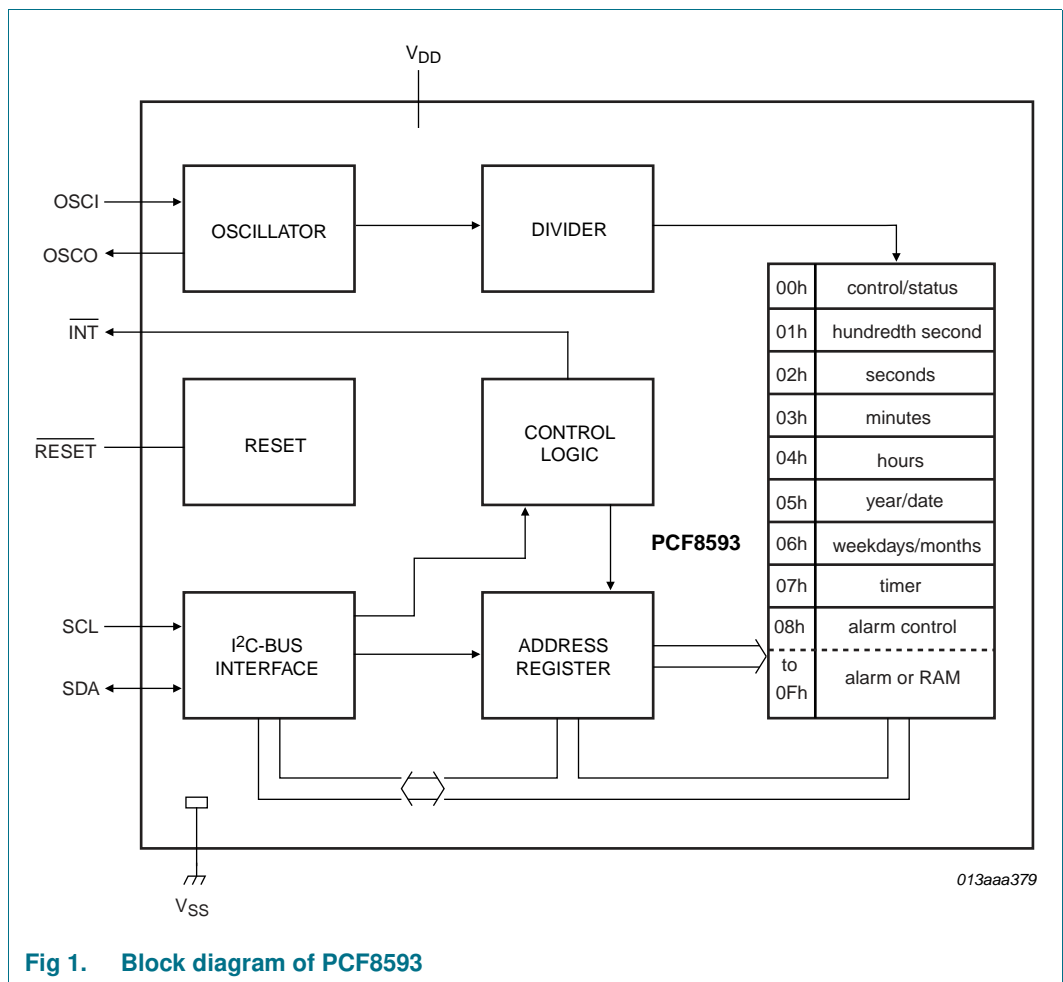 VDD
OSCI
OSCO
OSCILLATOR
DIVIDER
INT
RESET
RESET
CONTROL
LOGIC
PCF8593
SCL
SDA
I2C-BUS
INTERFACE
ADDRESS
REGISTER
00h control/status
01h hundredth second
02h seconds
03h minutes
04h hours
05h year/date
06h weekdays/months
07h timer
08h alarm control
to
0Fh
alarm or RAM
VSS
013aaa379
Fig 1. Block diagram of PCF8593